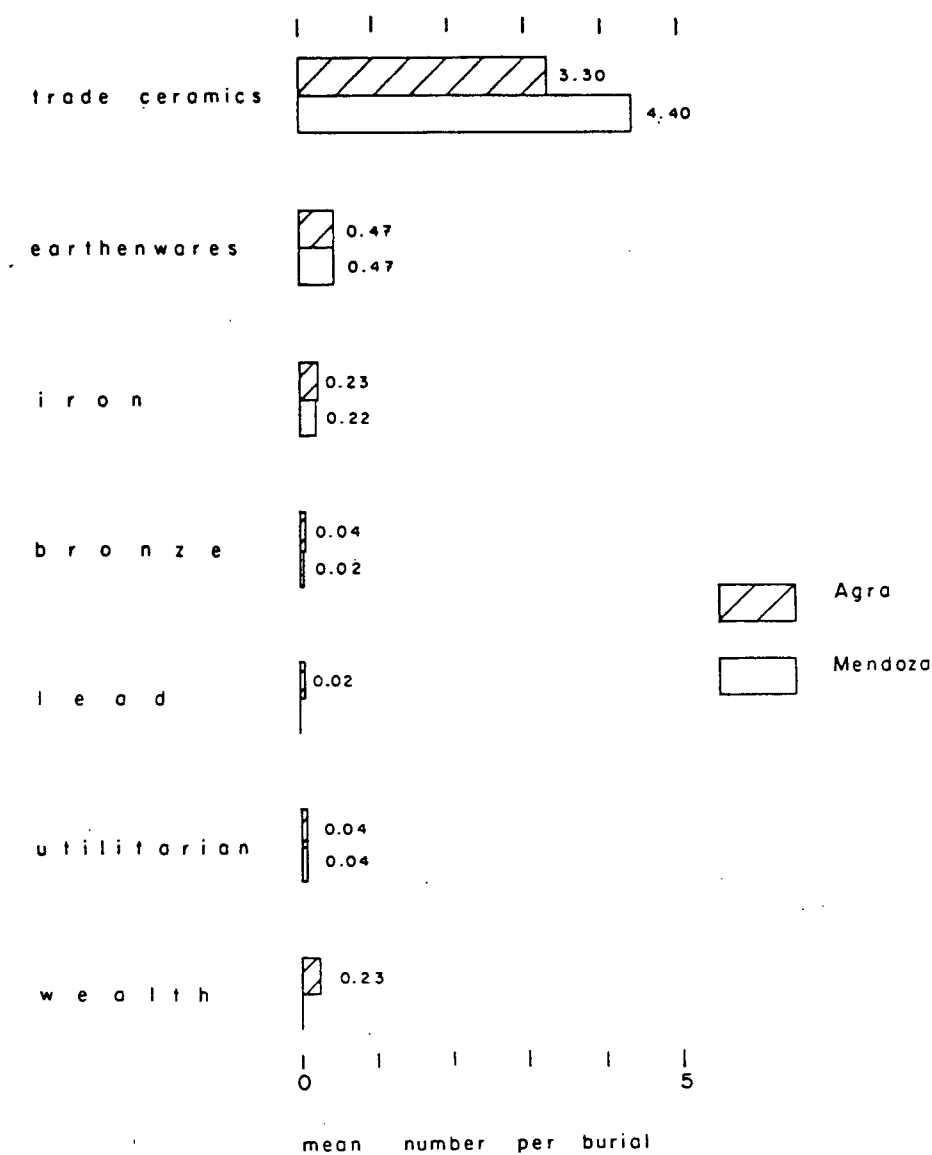 trade ceramics
3.30
4.40
earthenwares
0.47
0.47
iron
0.23
0.22
bronze
0.04
0.02
lead
0.02
utilitarian
0.04
0.04
wealth
0.23
Agra
Mendoza
0
5
mean number per burial